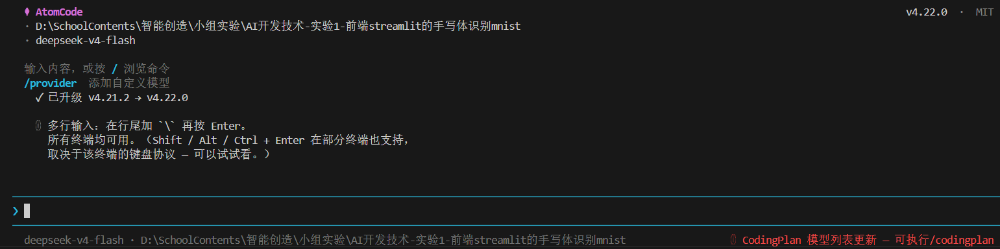 AtomCode v4.22.0 · MIT
· D:\SchoolContents\智能创造\小组实验\AI开发技术-实验1-前端streamlit的手写体识别mnist
· deepseek-v4-flash
输入内容，或按 / 浏览命令
/provider 添加自定义模型
✓ 已升级 v4.21.2 → v4.22.0
多行输入：在行尾加 `\` 再按 Enter。
所有终端均可用。（Shift / Alt / Ctrl + Enter 在部分终端也支持，
取决于该终端的键盘协议 — 可以试试看。）
❯
deepseek-v4-flash · D:\SchoolContents\智能创造\小组实验\AI开发技术-实验1-前端streamlit的手写体识别mnist CodingPlan 模型列表更新 — 可执行/codingplan